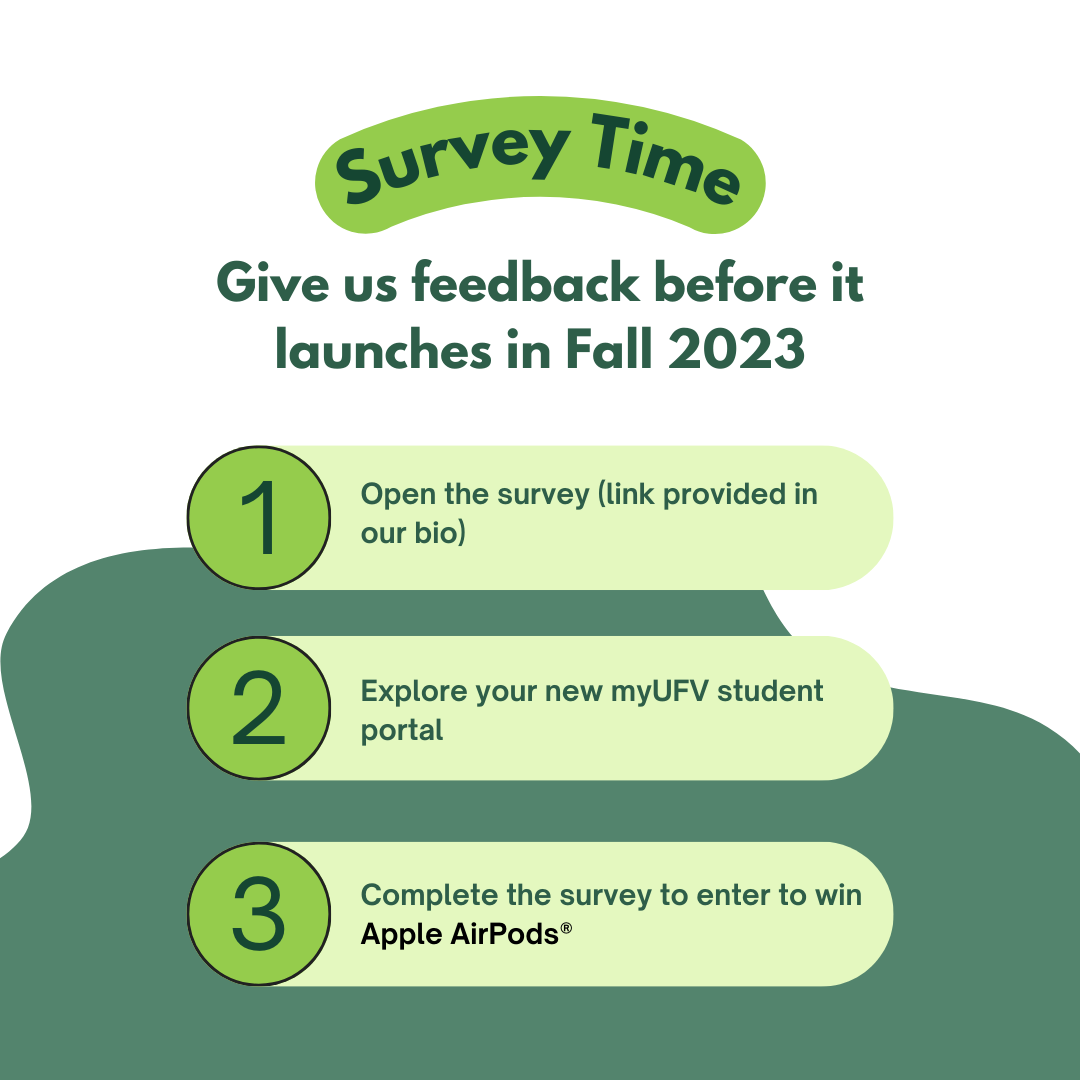 Survey Time
Give us feedback before it
launches in Fall 2023
1
Open the survey (link provided in
our bio)
2
Explore your new myUFV student
portal
3
Complete the survey to enter to win
Apple AirPods®